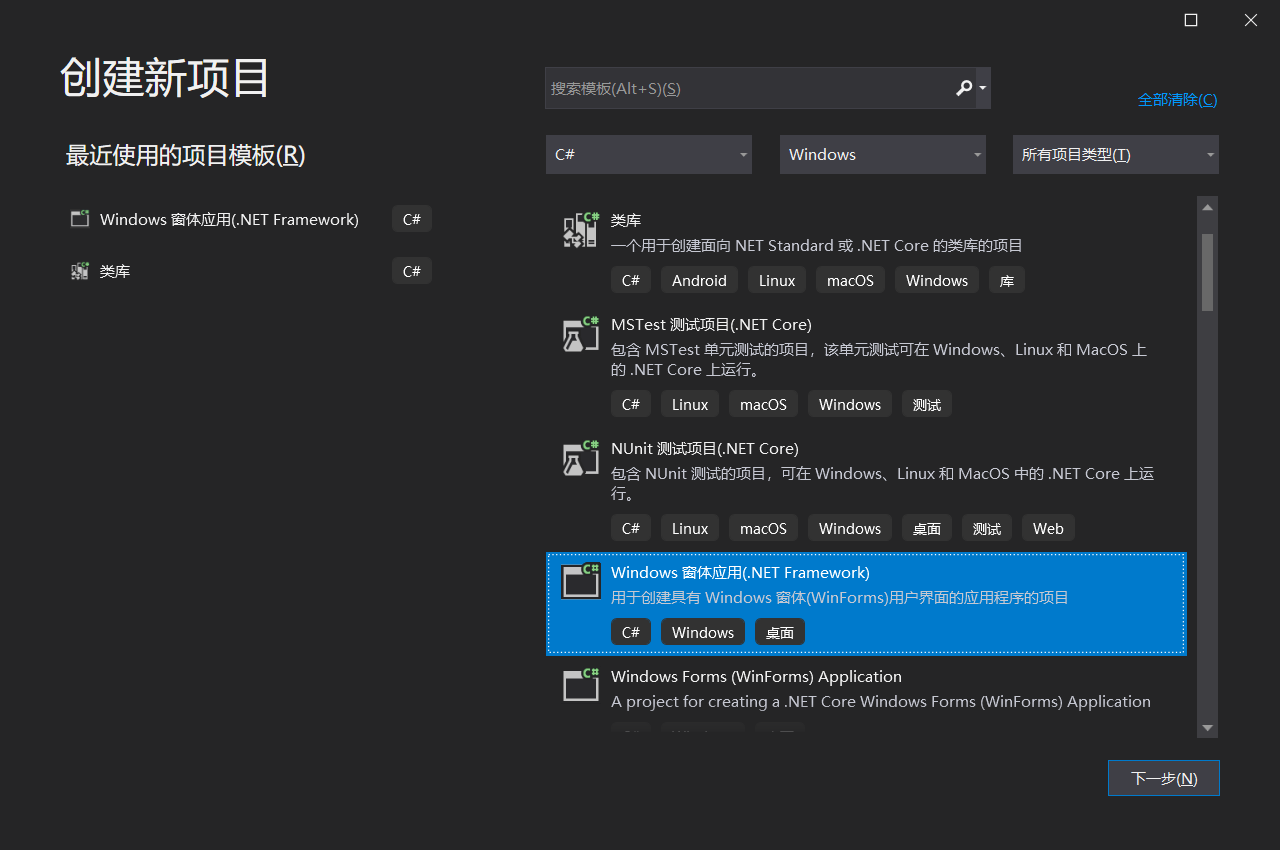 创建新项目
搜索模板(Alt+S)(S)
全部清除(C)
最近使用的项目模板(R)
C#
Windows
所有项目类型(T)
Windows 窗体应用(.NET Framework)
C#
类库
C#
C#
类库
一个用于创建面向 NET Standard 或 .NET Core 的类库的项目
C# Android Linux macOS Windows 库
C#
MSTest 测试项目(.NET Core)
包含 MSTest 单元测试的项目，该单元测试可在 Windows、Linux 和 MacOS 上
的 .NET Core 上运行。
C# Linux macOS Windows 测试
C#
NUnit 测试项目(.NET Core)
包含 NUnit 测试的项目，可在 Windows、Linux 和 MacOS 中的 .NET Core 上运
行。
C# Linux macOS Windows 桌面 测试 Web
C#
Windows 窗体应用(.NET Framework)
用于创建具有 Windows 窗体(WinForms)用户界面的应用程序的项目
C# Windows 桌面
C#
Windows Forms (WinForms) Application
A project for creating a .NET Core Windows Forms (WinForms) Application
下一步(N)